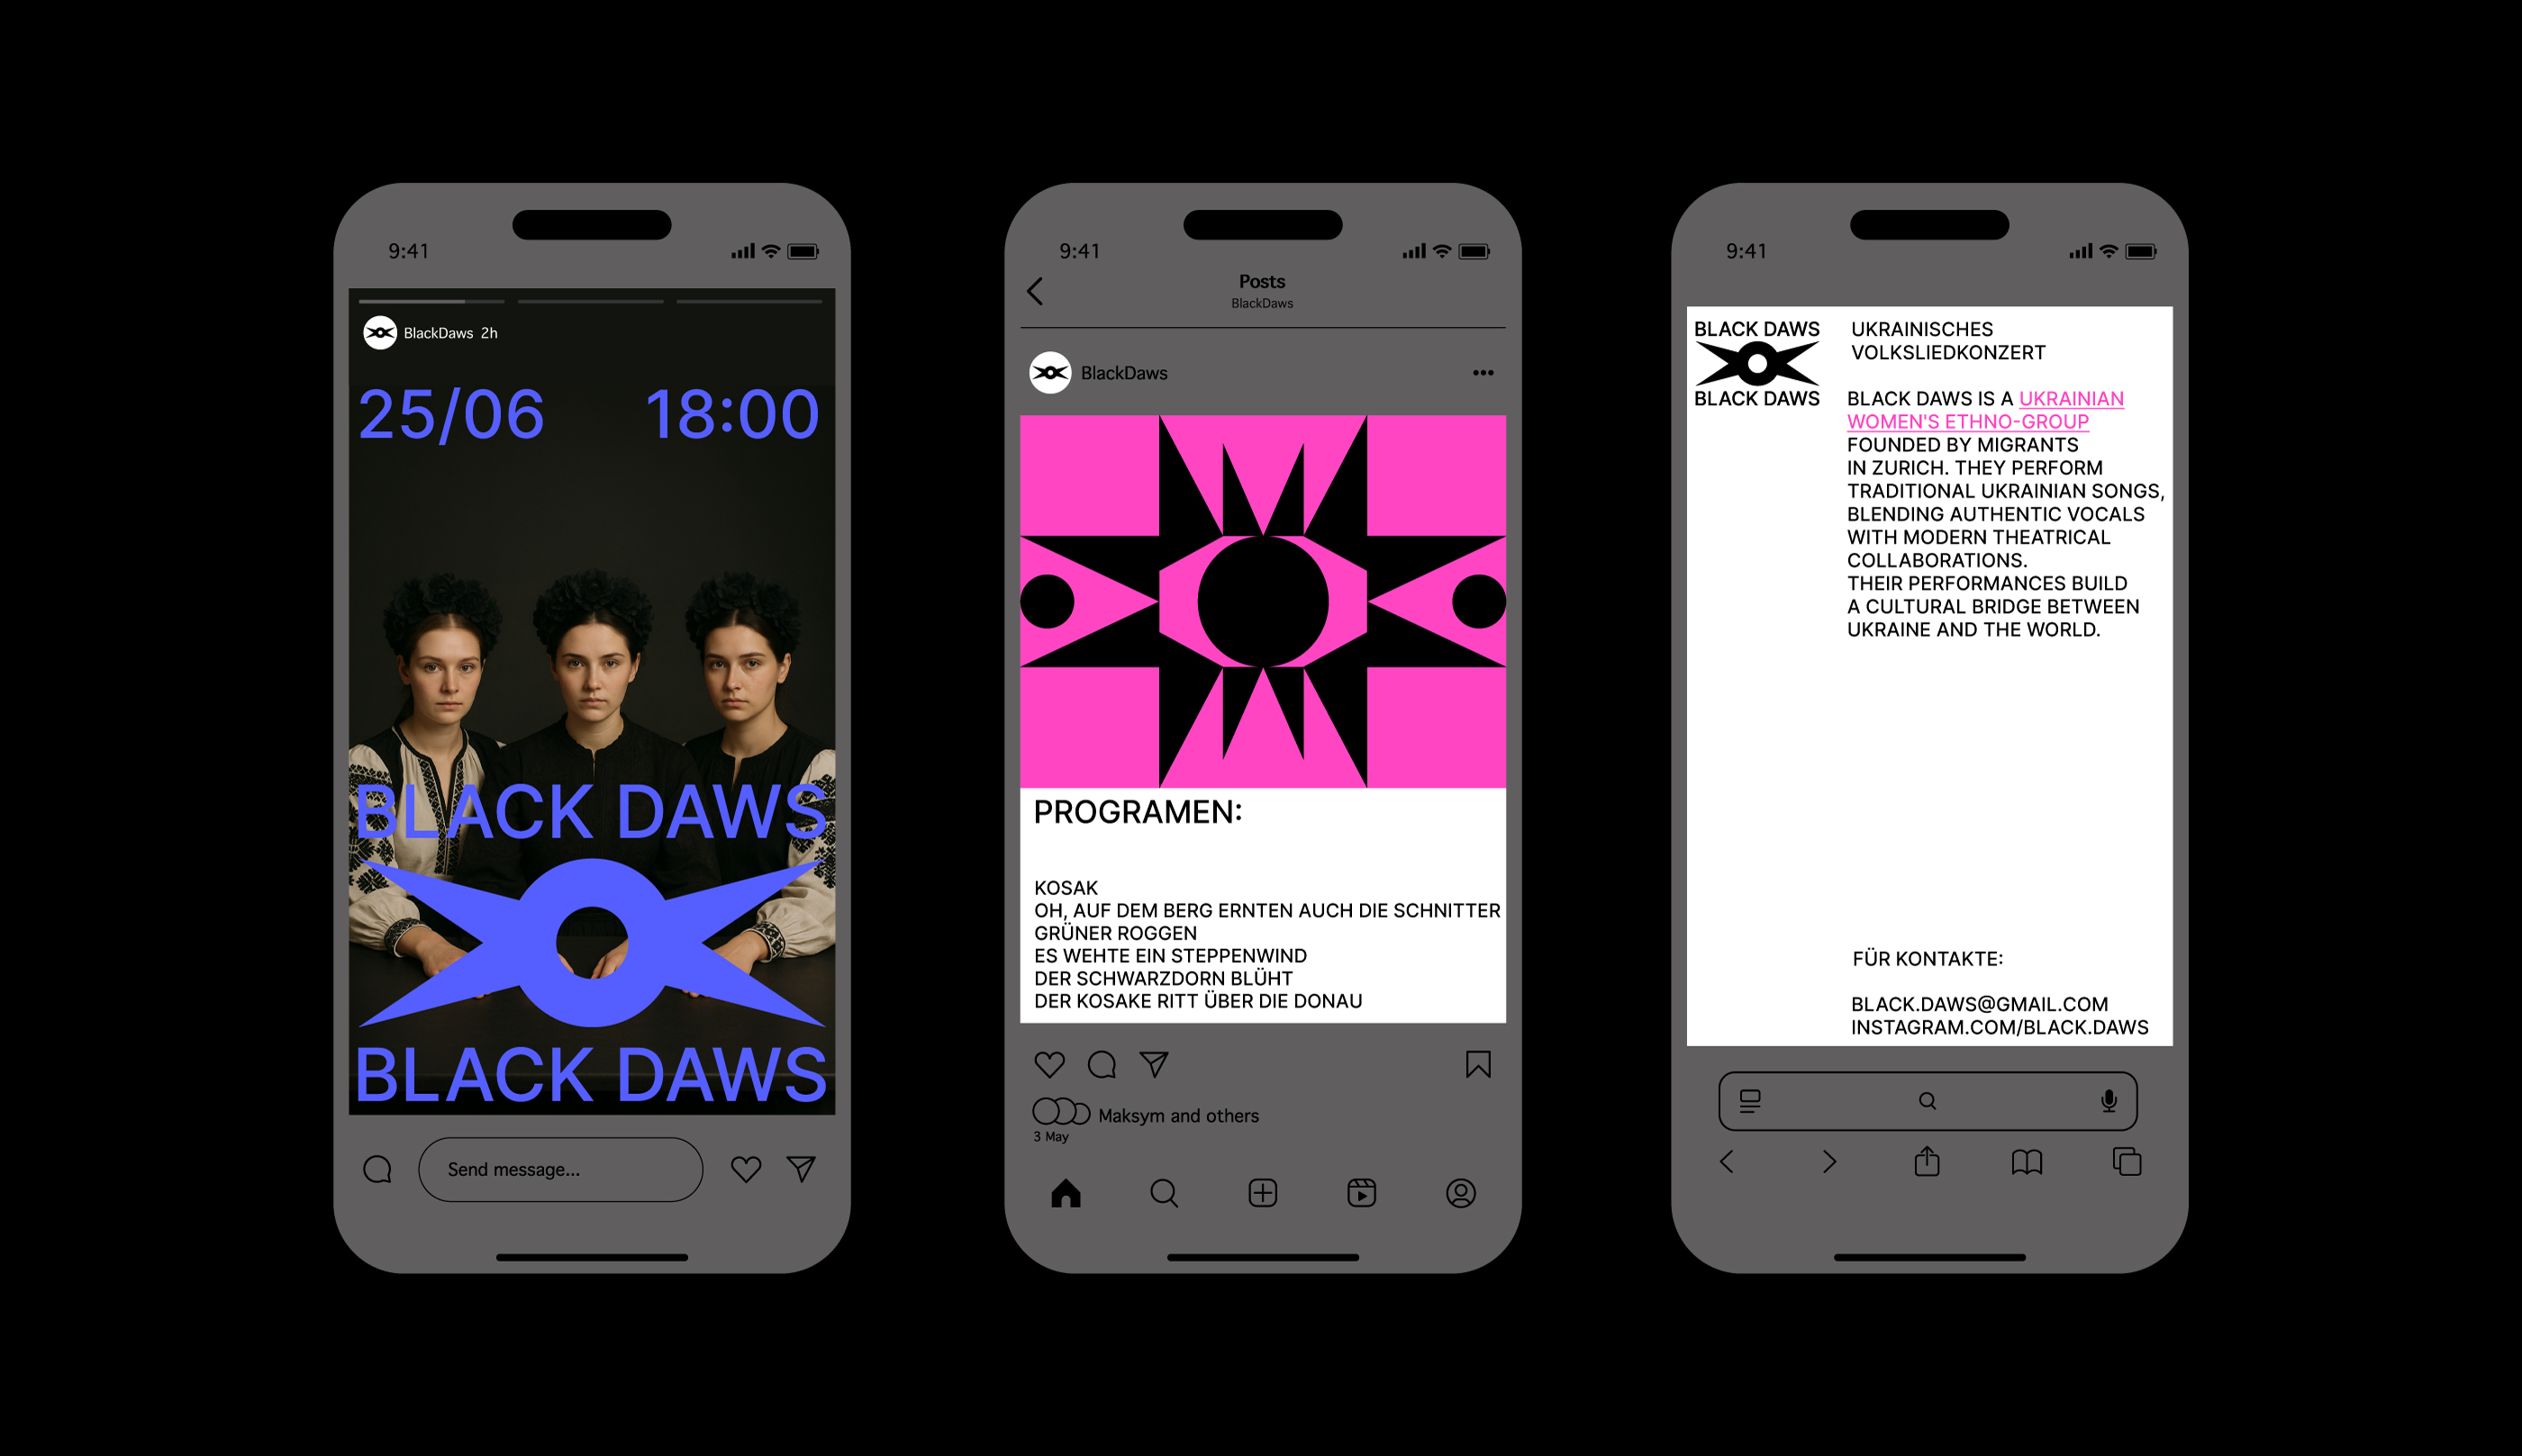 9:41
BlackDaws 2h
25/06 18:00
BLACK DAWS
BLACK DAWS
Send message...
9:41
Posts
BlackDaws
BlackDaws
PROGRAMEN:
KOSAK
OH, AUF DEM BERG ERNTEN AUCH DIE SCHNITTER
GRÜNER ROGGEN
ES WEHTE EIN STEPPENWIND
DER SCHWARZDORN BLÜHT
DER KOSAKE RITT ÜBER DIE DONAU
Maksym and others
3 May
9:41
BLACK DAWS
BLACK DAWS
UKRAINISCHES
VOLKSLIEDKONZERT
BLACK DAWS IS A UKRAINIAN
WOMEN'S ETHNO-GROUP
FOUNDED BY MIGRANTS
IN ZURICH. THEY PERFORM
TRADITIONAL UKRAINIAN SONGS,
BLENDING AUTHENTIC VOCALS
WITH MODERN THEATRICAL
COLLABORATIONS.
THEIR PERFORMANCES BUILD
A CULTURAL BRIDGE BETWEEN
UKRAINE AND THE WORLD.
FÜR KONTAKTE:
BLACK.DAWS@GMAIL.COM
INSTAGRAM.COM/BLACK.DAWS